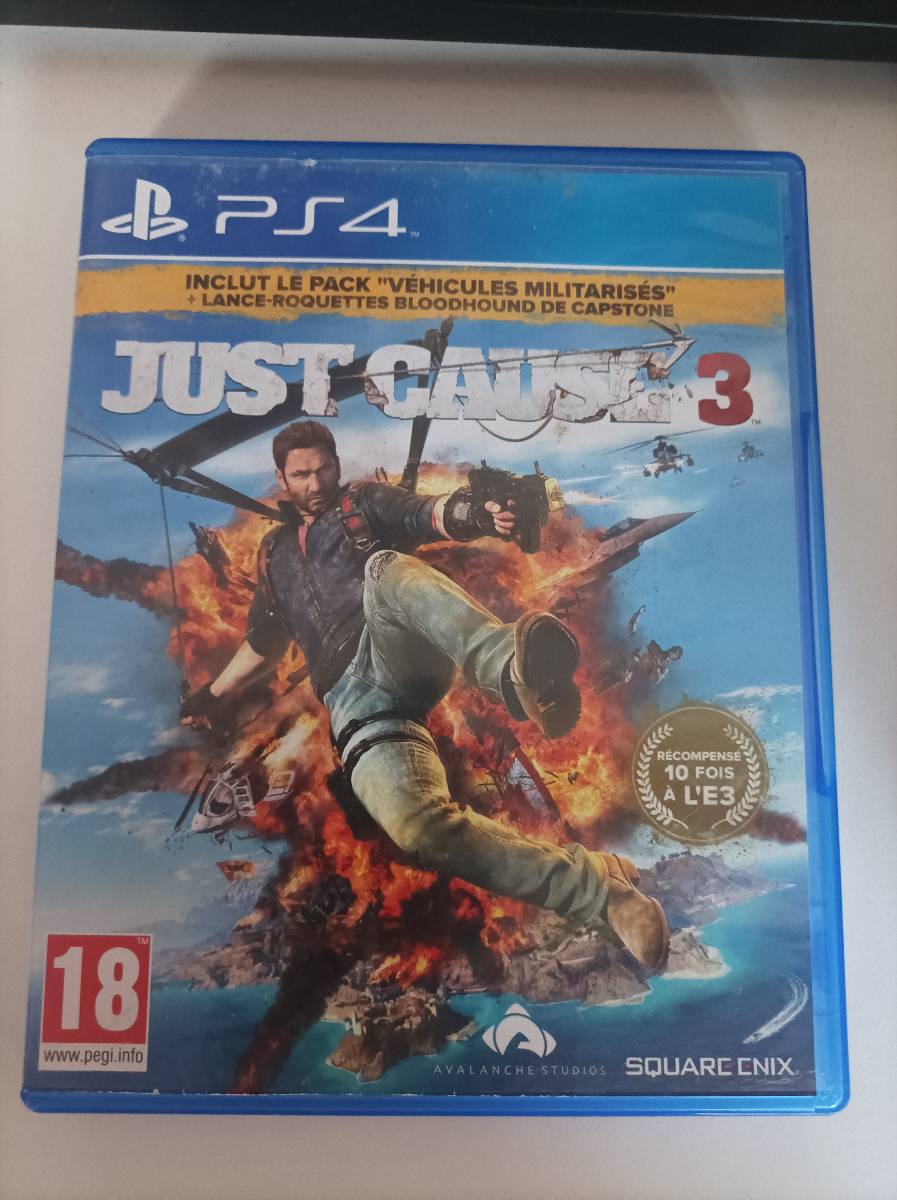 PS4
INCLUT LE PACK "VÉHICULES MILITARISÉS"
+ LANCE-ROQUETTES BLOODHOUND DE CAPSTONE
JUST CAUSE 3
RÉCOMPENSÉ
10 FOIS
À L'E3
18
www.pegi.info
AVALANCHE STUDIOS
SQUARE ENIX